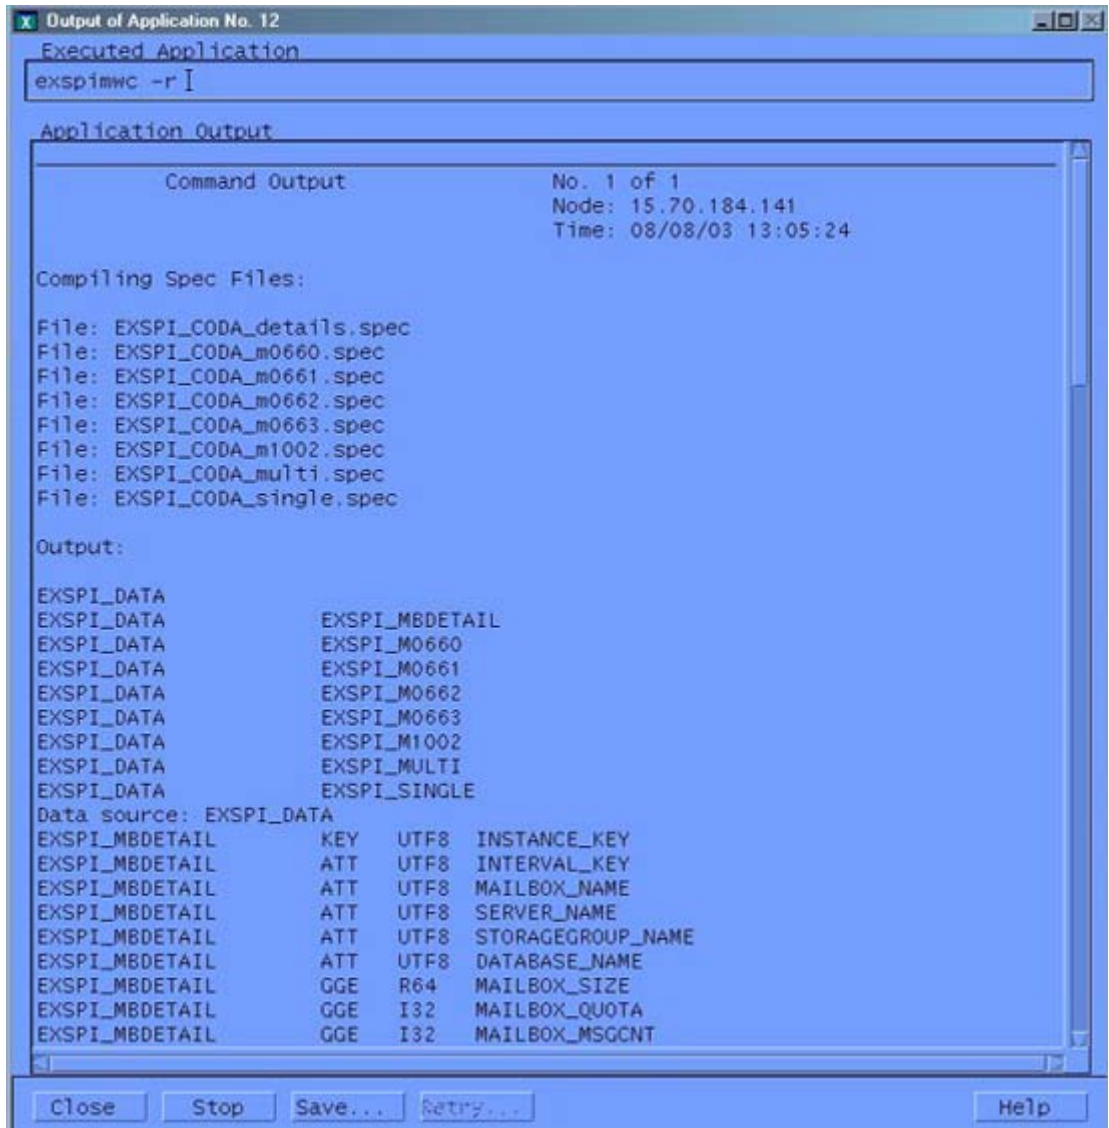 X Output of Application No. 12
Executed Application
exspimwc -r
Application Output
Command Output No. 1 of 1
Node: 15.70.184.141
Time: 08/08/03 13:05:24
Compiling Spec Files:
File: EXSPI_CODA_details.spec
File: EXSPI_CODA_m0660.spec
File: EXSPI_CODA_m0661.spec
File: EXSPI_CODA_m0662.spec
File: EXSPI_CODA_m0663.spec
File: EXSPI_CODA_m1002.spec
File: EXSPI_CODA_multi.spec
File: EXSPI_CODA_single.spec
Output:
EXSPI_DATA
EXSPI_DATA EXSPI_MBDETAIL
EXSPI_DATA EXSPI_M0660
EXSPI_DATA EXSPI_M0661
EXSPI_DATA EXSPI_M0662
EXSPI_DATA EXSPI_M0663
EXSPI_DATA EXSPI_M1002
EXSPI_DATA EXSPI_MULTI
EXSPI_DATA EXSPI_SINGLE
Data source: EXSPI_DATA
EXSPI_MBDETAIL KEY UTF8 INSTANCE_KEY
EXSPI_MBDETAIL ATT UTF8 INTERVAL_KEY
EXSPI_MBDETAIL ATT UTF8 MAILBOX_NAME
EXSPI_MBDETAIL ATT UTF8 SERVER_NAME
EXSPI_MBDETAIL ATT UTF8 STORAGEGROUP_NAME
EXSPI_MBDETAIL ATT UTF8 DATABASE_NAME
EXSPI_MBDETAIL GGE R64 MAILBOX_SIZE
EXSPI_MBDETAIL GGE I32 MAILBOX_QUOTA
EXSPI_MBDETAIL GGE I32 MAILBOX_MSGCNT
Close Stop Save... Retry... Help